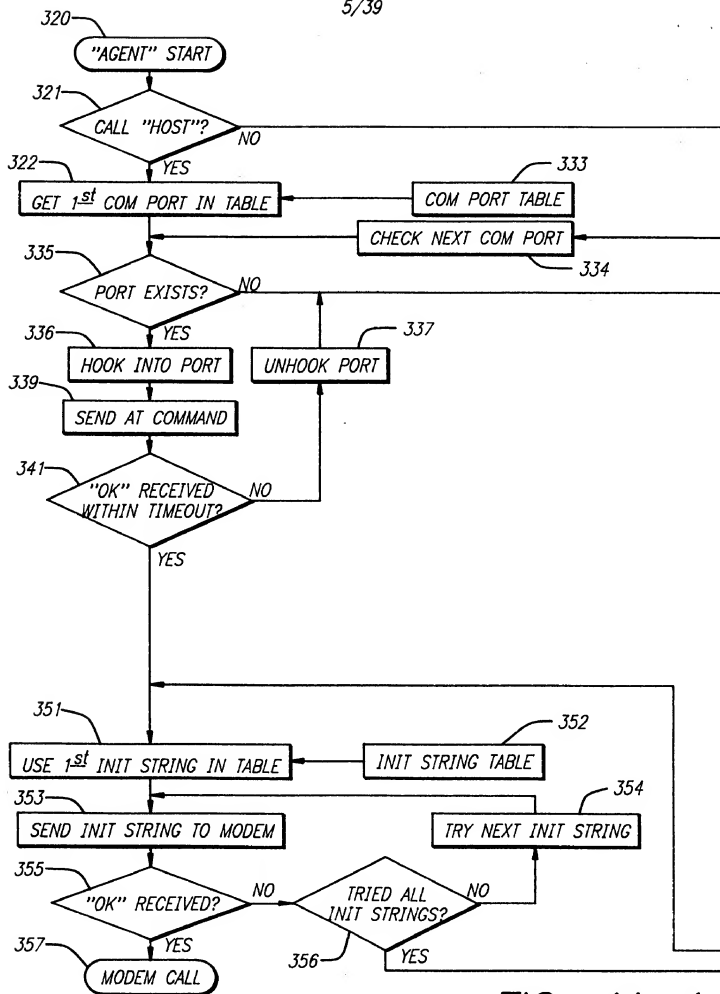 5/39
320
"AGENT" START
321
CALL "HOST"?
NO
YES
322
333
GET 1st COM PORT IN TABLE
COM PORT TABLE
CHECK NEXT COM PORT
335
334
PORT EXISTS?
NO
YES
336
337
HOOK INTO PORT
UNHOOK PORT
339
SEND AT COMMAND
341
"OK" RECEIVED
WITHIN TIMEOUT?
NO
YES
351
352
USE 1st INIT STRING IN TABLE
INIT STRING TABLE
353
354
SEND INIT STRING TO MODEM
TRY NEXT INIT STRING
355
"OK" RECEIVED?
NO
TRIED ALL
INIT STRINGS?
NO
YES
356
YES
357
MODEM CALL